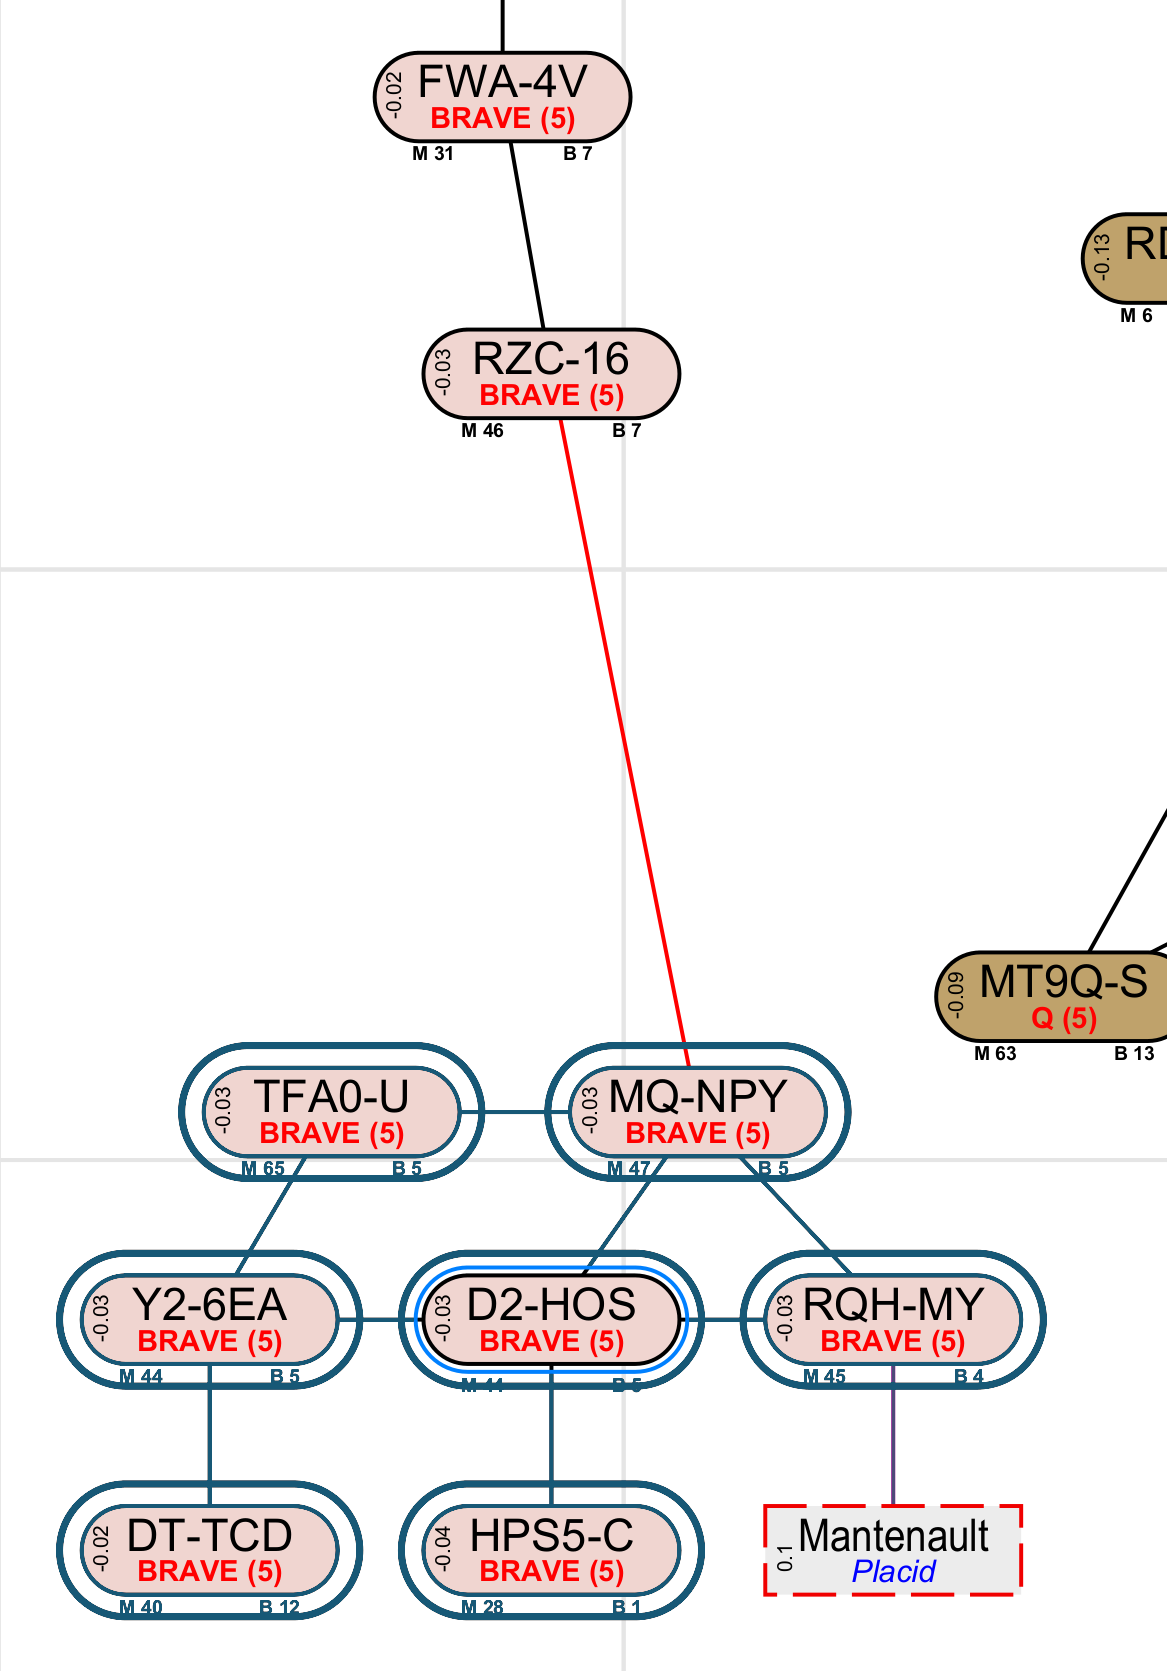 -0.02
FWA-4V
BRAVE (5)
M 31 B 7
-0.13
M 6
-0.03
RZC-16
BRAVE (5)
M 46 B 7
-0.09
MT9Q-S
Q (5)
M 63 B 13
-0.03
TFA0-U
BRAVE (5)
M 65 B 5
-0.03
MQ-NPY
BRAVE (5)
M 47 B 5
-0.03
Y2-6EA
BRAVE (5)
M 44 B 5
-0.03
D2-HOS
BRAVE (5)
M 44 B 5
-0.03
RQH-MY
BRAVE (5)
M 45 B 4
-0.02
DT-TCD
BRAVE (5)
M 40 B 12
-0.04
HPS5-C
BRAVE (5)
M 28 B 1
0.1
Mantenault
Placid